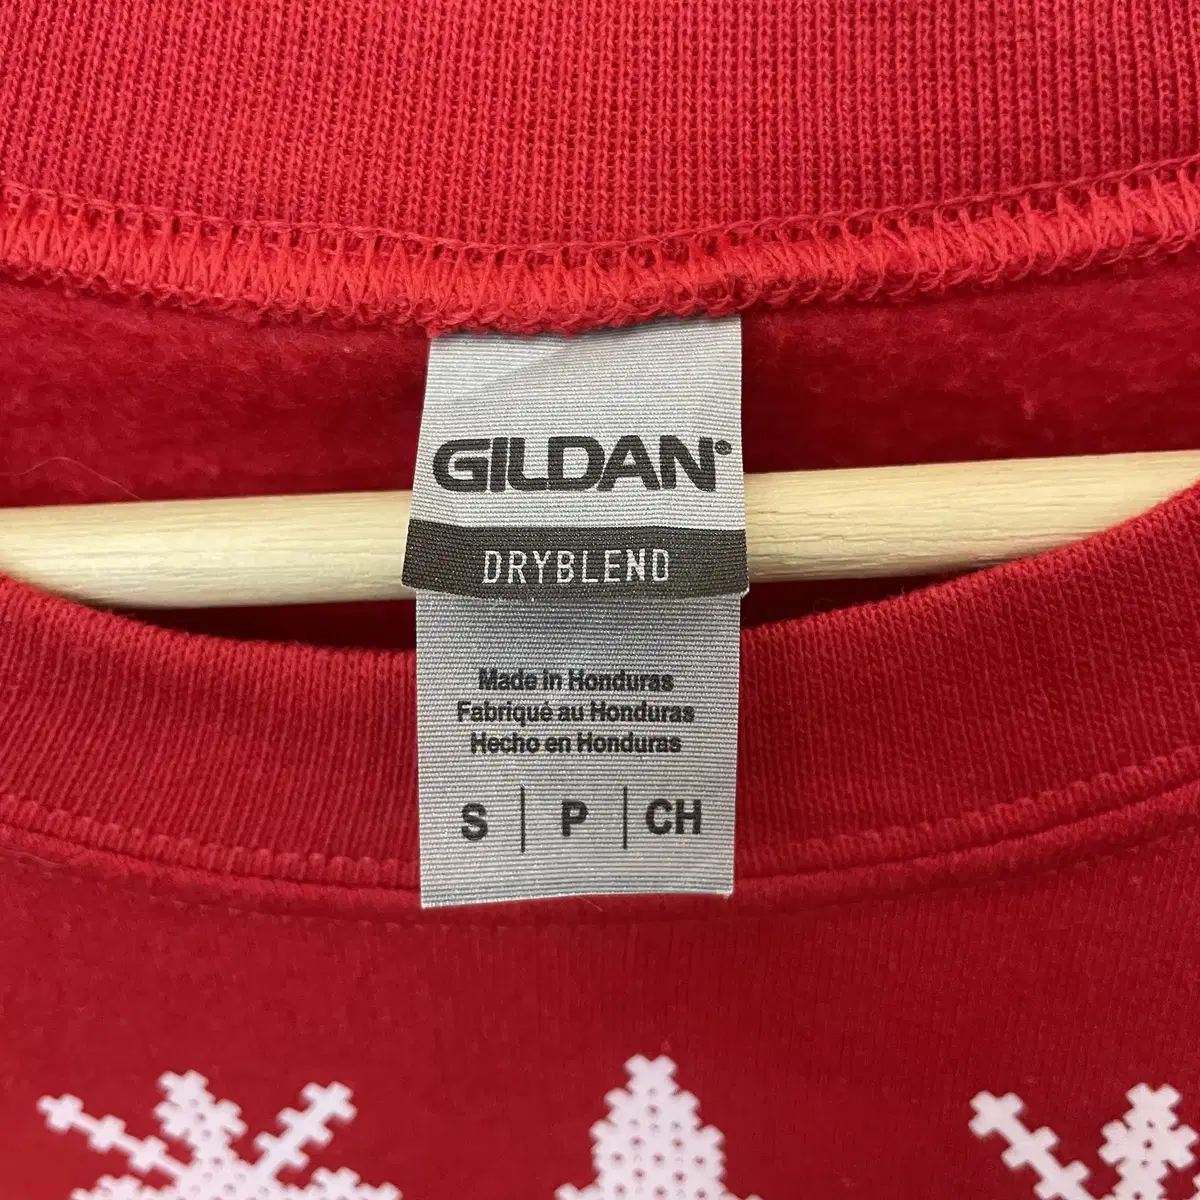 GILDAN®
DRYBLEND
Made in Honduras
Fabriqué au Honduras
Hecho en Honduras
S | P | CH